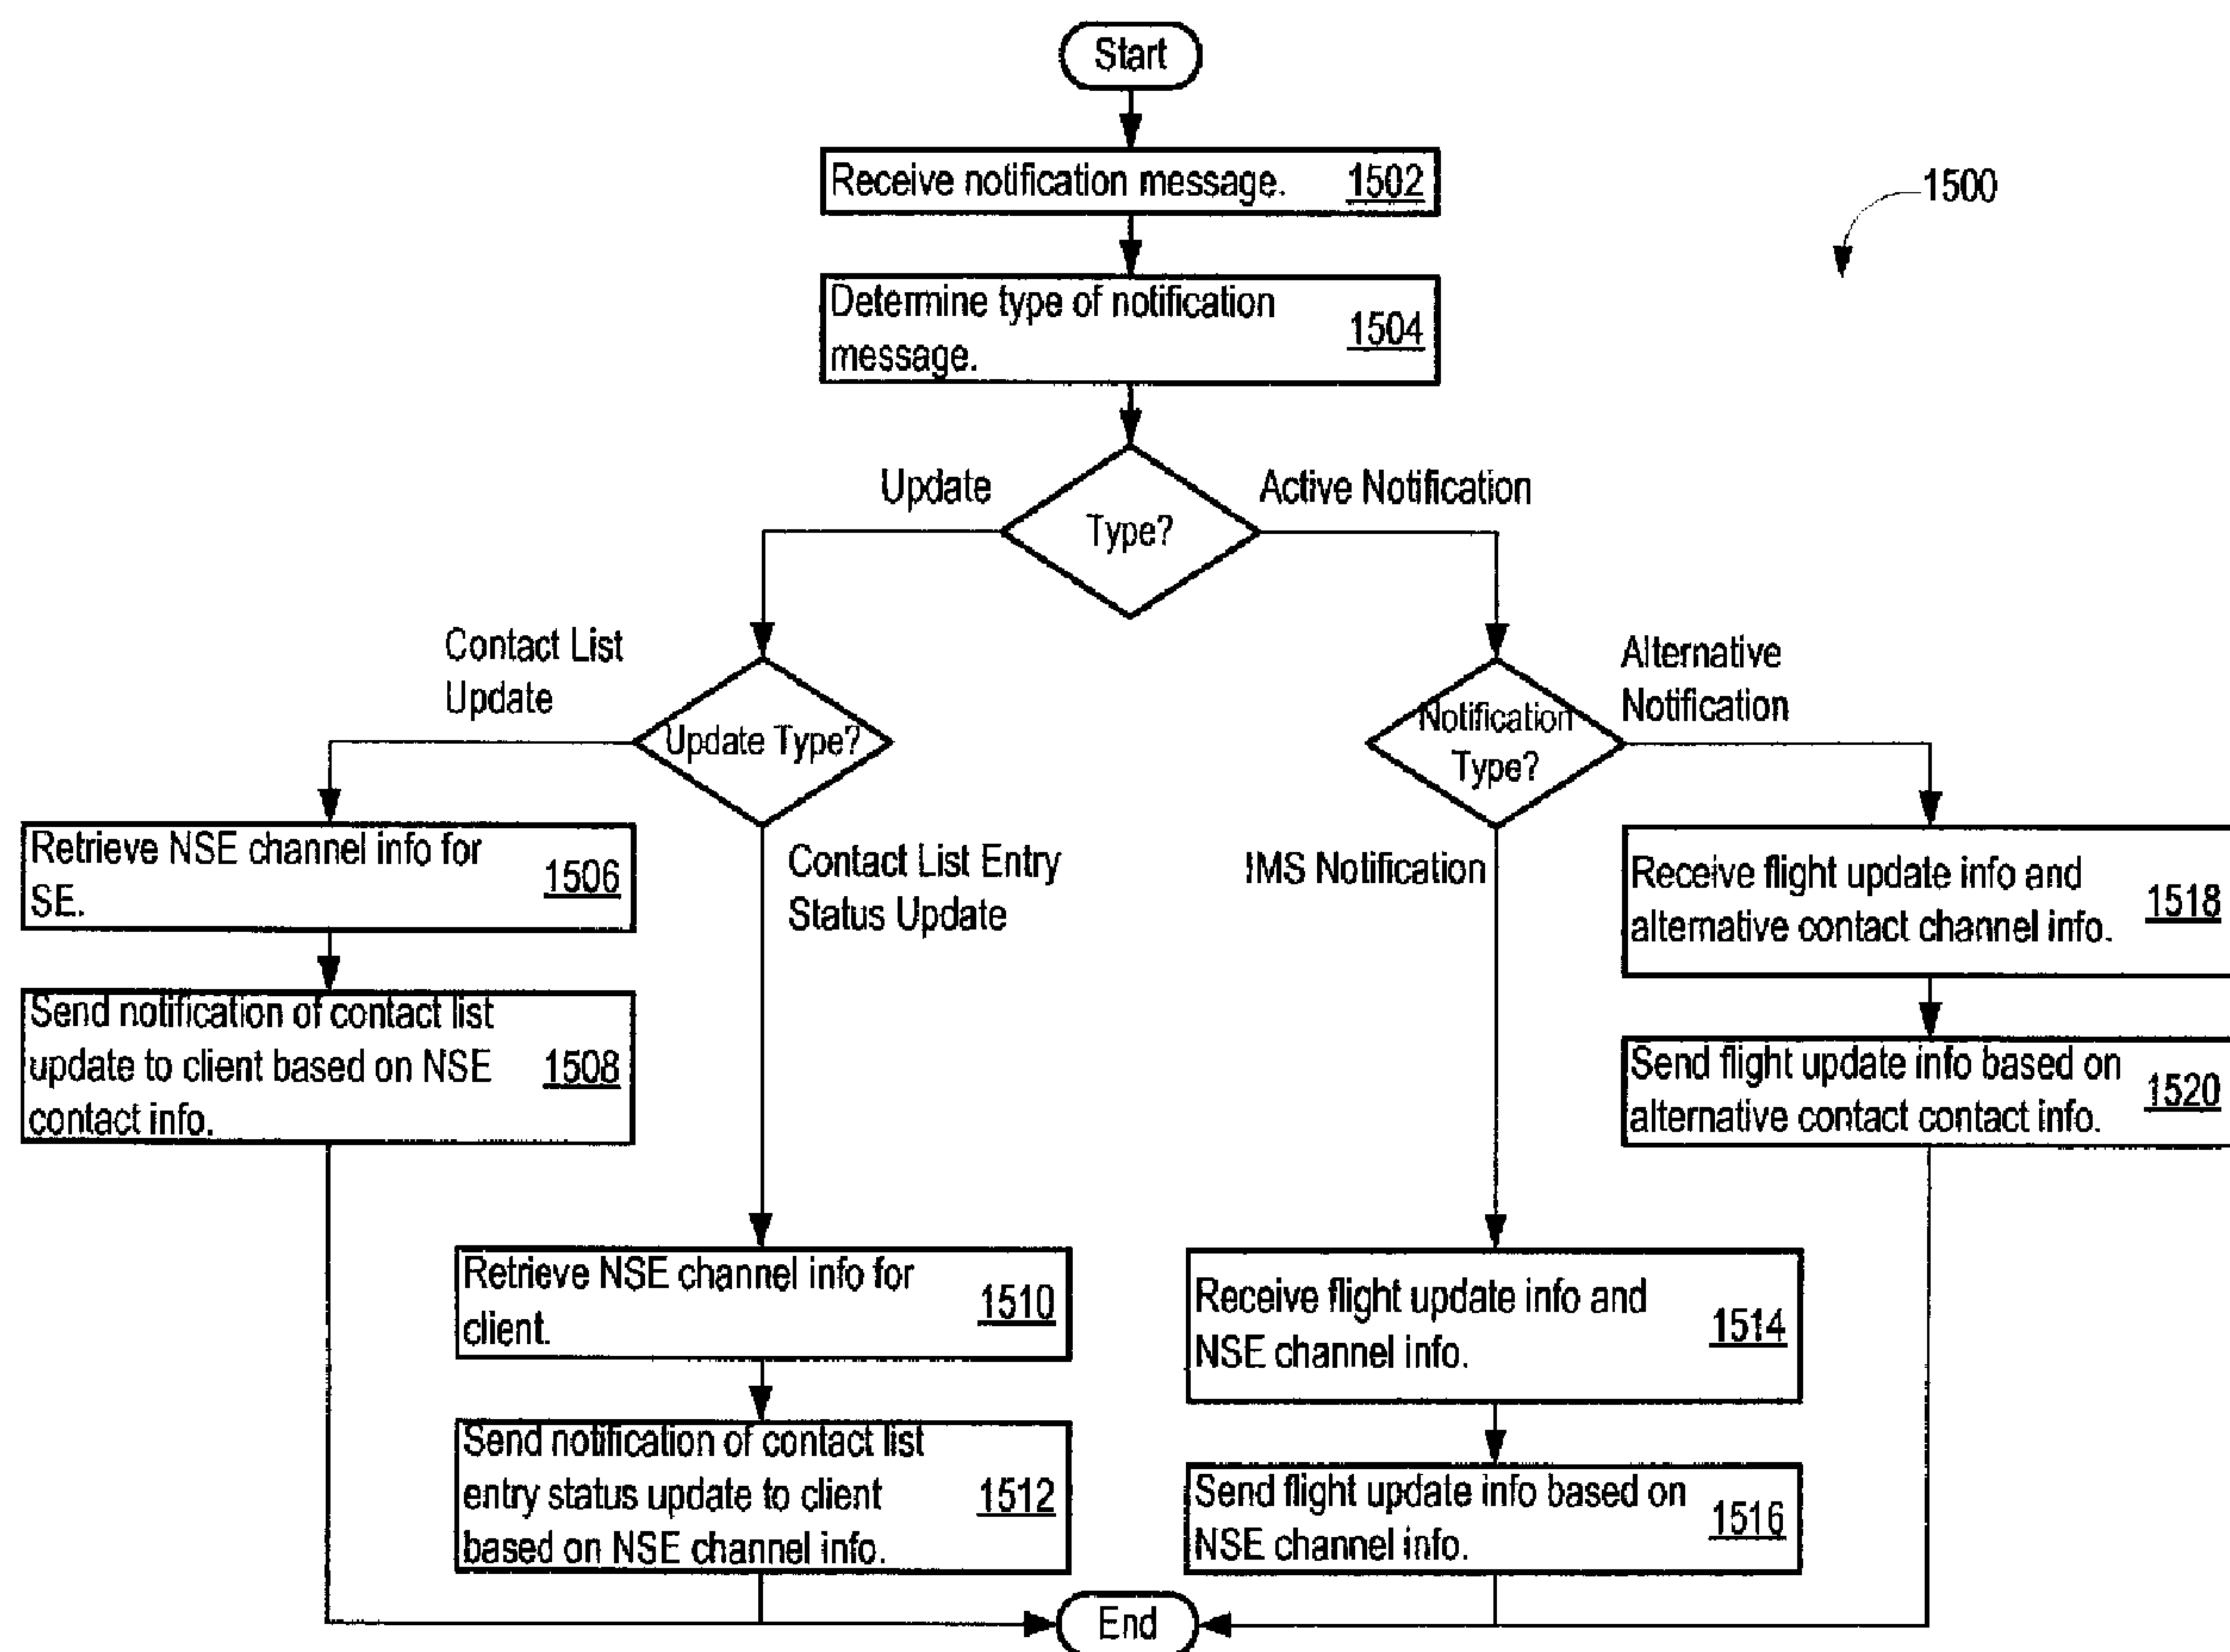 Start
Receive notification message. 1502
1500
Determine type of notification
message.
1504
Update
Active Notification
Type?
Contact List
Update
Alternative
Notification
Update Type?
Notification
Type?
Retrieve NSE channel info for
SE.
1506
Contact List Entry
Status Update
IMS Notification
Receive flight update info and
alternative contact channel info.
1518
Send notification of contact list
update to client based on NSE
contact info.
1508
Send flight update info based on
alternative contact contact info.
1520
Retrieve NSE channel info for
client.
1510
Receive flight update info and
NSE channel info.
1514
Send notification of contact list
entry status update to client
based on NSE channel info.
1512
Send flight update info based on
NSE channel info.
1516
End